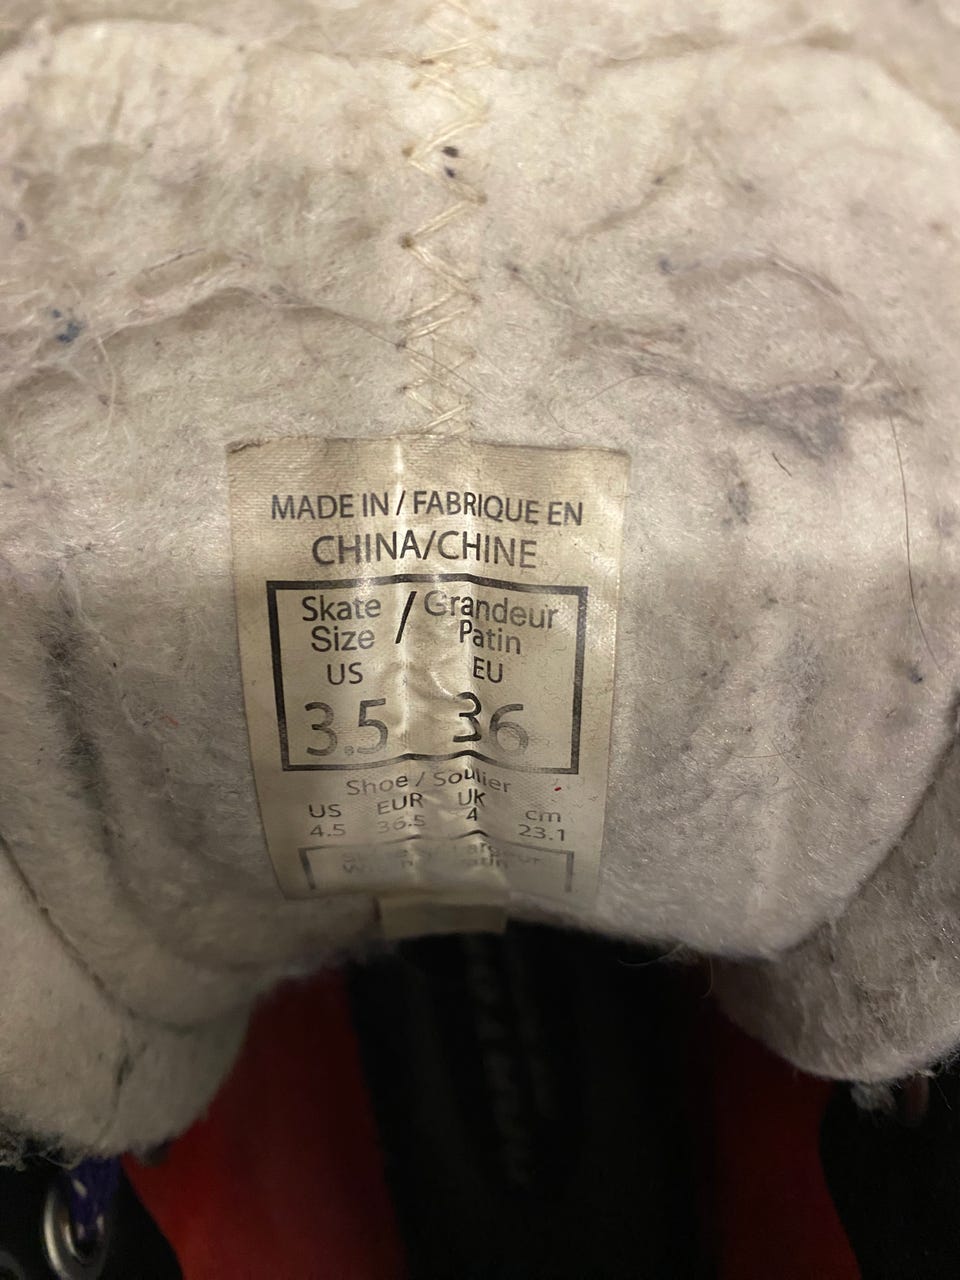 MADE IN / FABRIQUE EN
CHINA/CHINE
Skate / Grandeur
Size Patin
US EU
3.5 36
Shoe / Soulier
US EUR UK cm
4.5 36.5 4 23.1